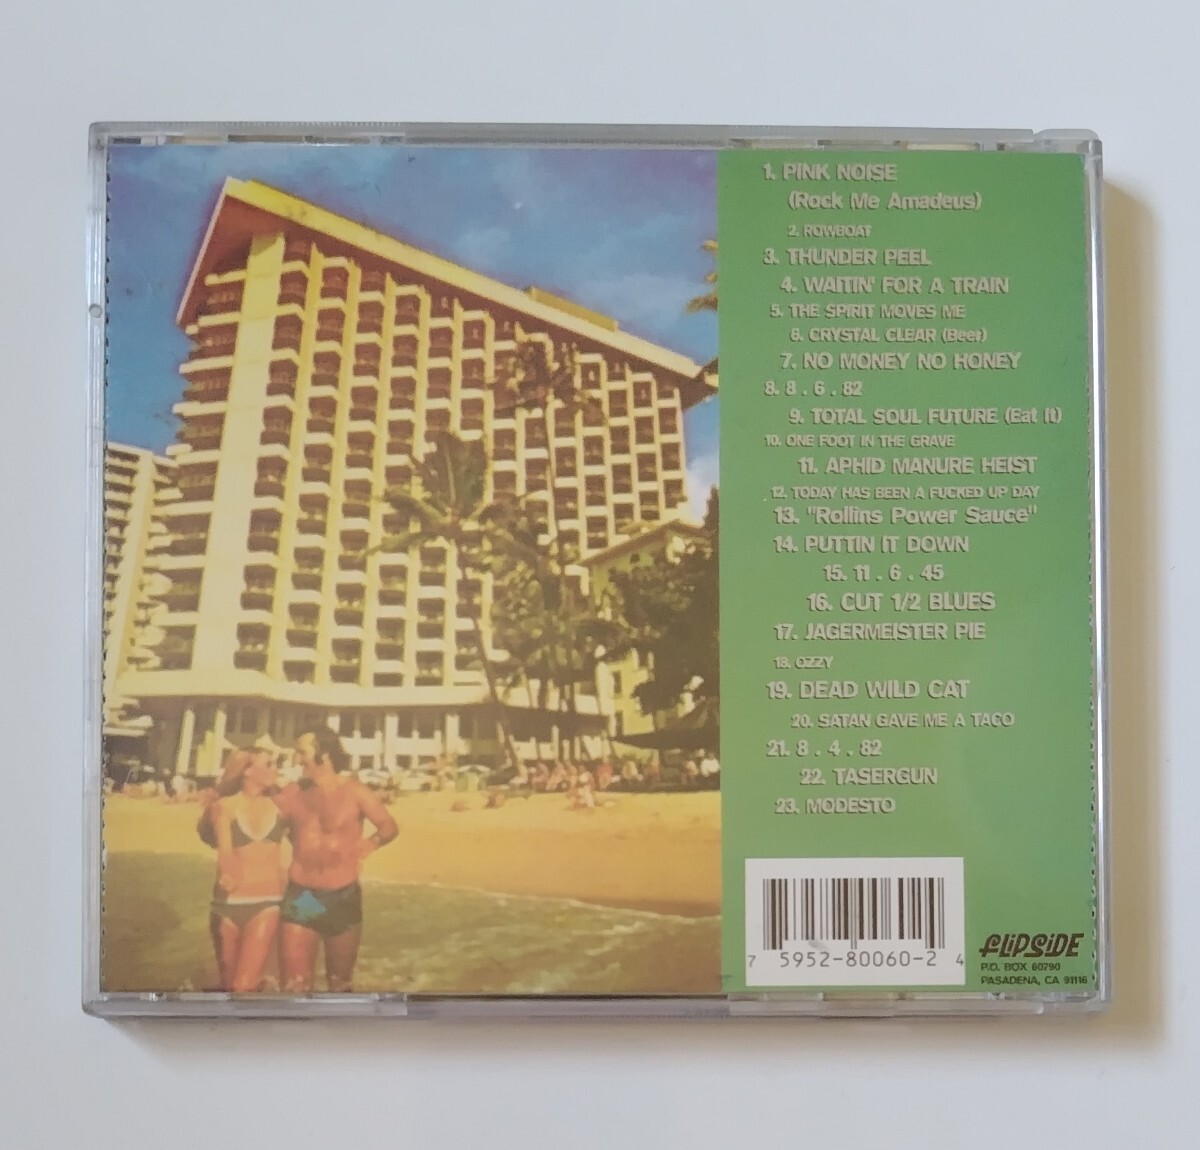 1. PINK NOISE
(Rock Me Amadeus)
2. ROWBOAT
3. THUNDER PEEL
4. WAITIN' FOR A TRAIN
5. THE SPIRIT MOVES ME
6. CRYSTAL CLEAR (Beer)
7. NO MONEY NO HONEY
8. 8 . 6 . 82
9. TOTAL SOUL FUTURE (Eat It)
10. ONE FOOT IN THE GRAVE
11. APHID MANURE HEIST
12. TODAY HAS BEEN A FUCKED UP DAY
13. "Rollins Power Sauce"
14. PUTTIN IT DOWN
15. 11 . 6 . 45
16. CUT 1/2 BLUES
17. JAGERMEISTER PIE
18. OZZY
19. DEAD WILD CAT
20. SATAN GAVE ME A TACO
21. 8 . 4 . 82
22. TASERGUN
23. MODESTO
7 5952-80060-2 4
FLiPSiDE
P.O. BOX 60790
PASADENA, CA 91116